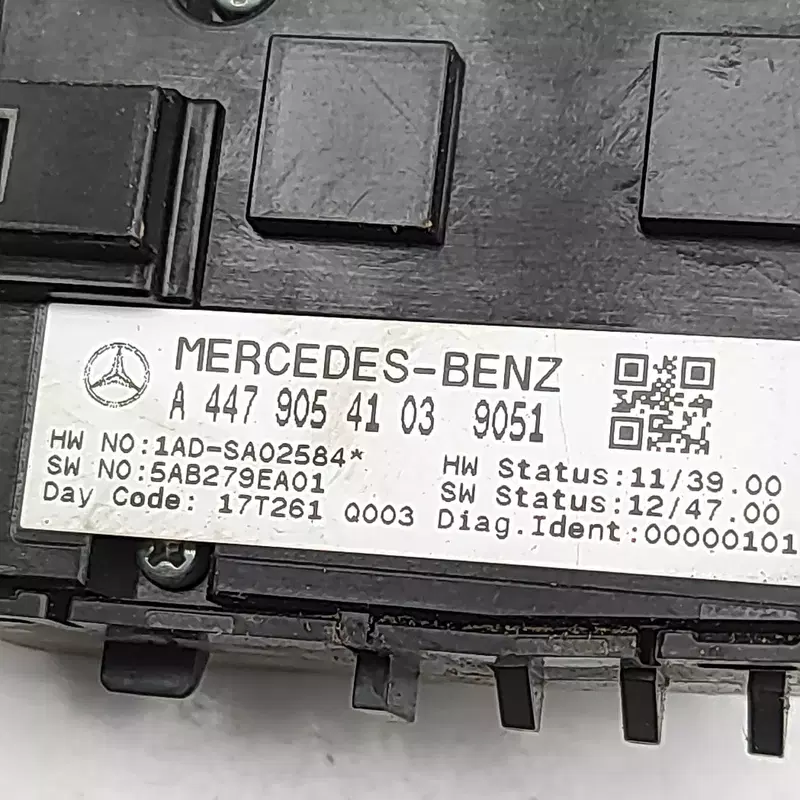 MERCEDES-BENZ
A 447 905 41 03 9051
HW NO:1AD-SA02584*
SW NO:5AB279EA01
Day Code: 17T261 Q003
HW Status:11/39.00
SW Status:12/47.00
Diag.Ident:00000101